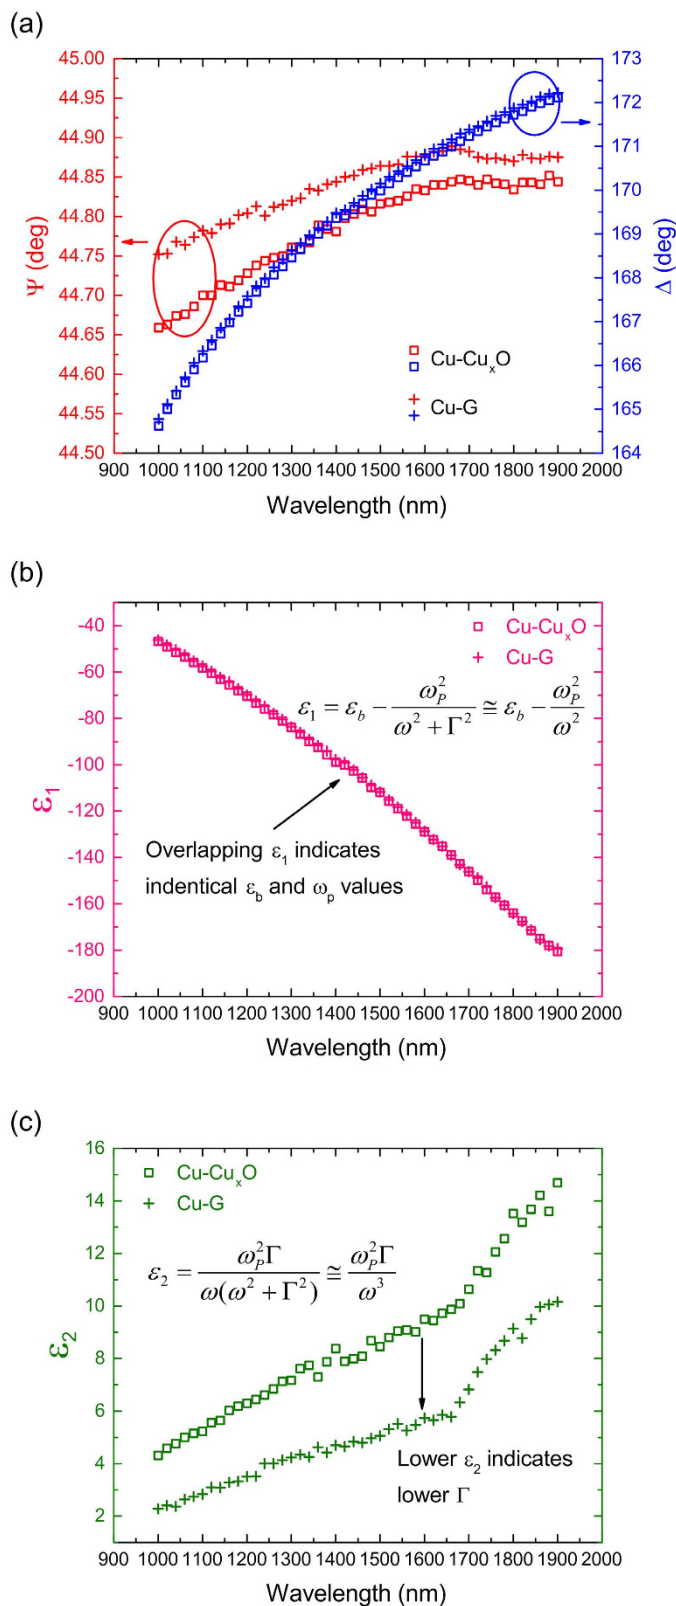 (a)
45.00
44.95
44.90
44.85
44.80
44.75
44.70
44.65
44.60
44.55
44.50
Ψ (deg)
173
172
171
170
169
168
167
166
165
164
Δ (deg)
Cu-CuxO
Cu-G
900 1000 1100 1200 1300 1400 1500 1600 1700 1800 1900 2000
Wavelength (nm)
(b)
-40
-60
-80
-100
-120
-140
-160
-180
-200
ε1
Cu-CuxO
Cu-G
ε1 = εb − ωP² / (ω² + Γ²) ≅ εb − ωP² / ω²
Overlapping ε1 indicates
indentical εb and ωp values
900 1000 1100 1200 1300 1400 1500 1600 1700 1800 1900 2000
Wavelength (nm)
(c)
16
14
12
10
8
6
4
2
ε2
Cu-CuxO
Cu-G
ε2 = ωP²Γ / (ω(ω² + Γ²)) ≅ ωP²Γ / ω³
Lower ε2 indicates
lower Γ
900 1000 1100 1200 1300 1400 1500 1600 1700 1800 1900 2000
Wavelength (nm)